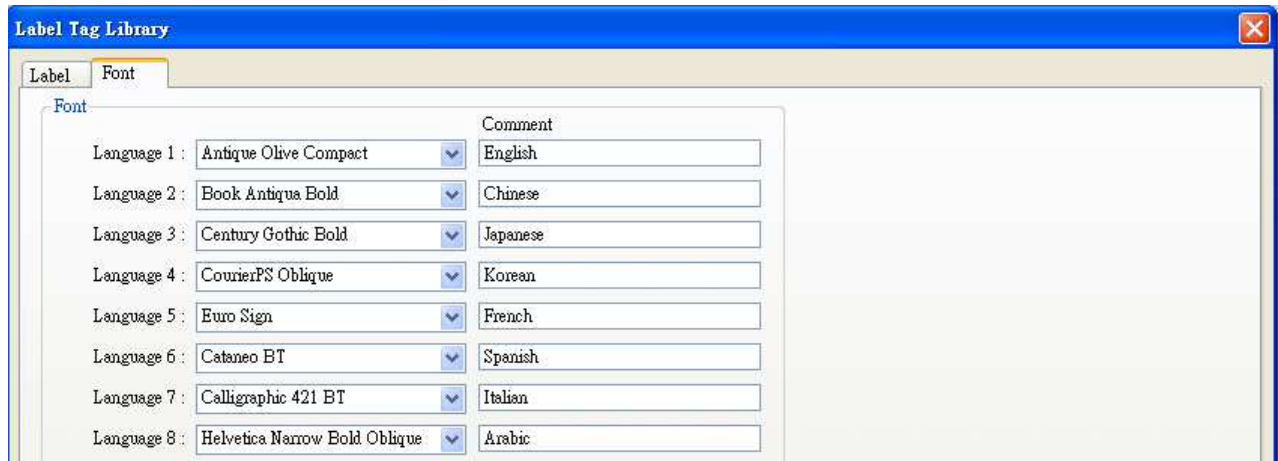 Label Tag Library
Label Font
Font
Comment
Language 1 : Antique Olive Compact English
Language 2 : Book Antiqua Bold Chinese
Language 3 : Century Gothic Bold Japanese
Language 4 : CourierPS Oblique Korean
Language 5 : Euro Sign French
Language 6 : Cataneo BT Spanish
Language 7 : Calligraphic 421 BT Italian
Language 8 : Helvetica Narrow Bold Oblique Arabic